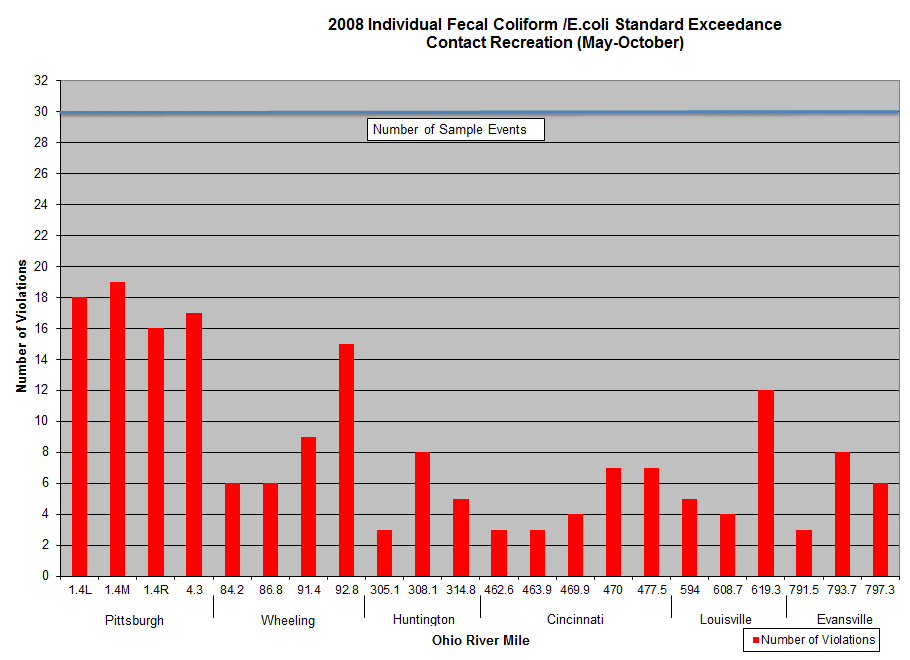 2008 Individual Fecal Coliform /E.coli Standard Exceedance
Contact Recreation (May-October)
32
30
28
26
24
22
20
18
16
14
12
10
8
6
4
2
0
Number of Violations
Number of Sample Events
1.4L 1.4M 1.4R 4.3 84.2 86.8 91.4 92.8 305.1 308.1 314.8 462.6 463.9 469.9 470 477.5 594 608.7 619.3 791.5 793.7 797.3
Pittsburgh Wheeling Huntington Cincinnati Louisville Evansville
Ohio River Mile
Number of Violations